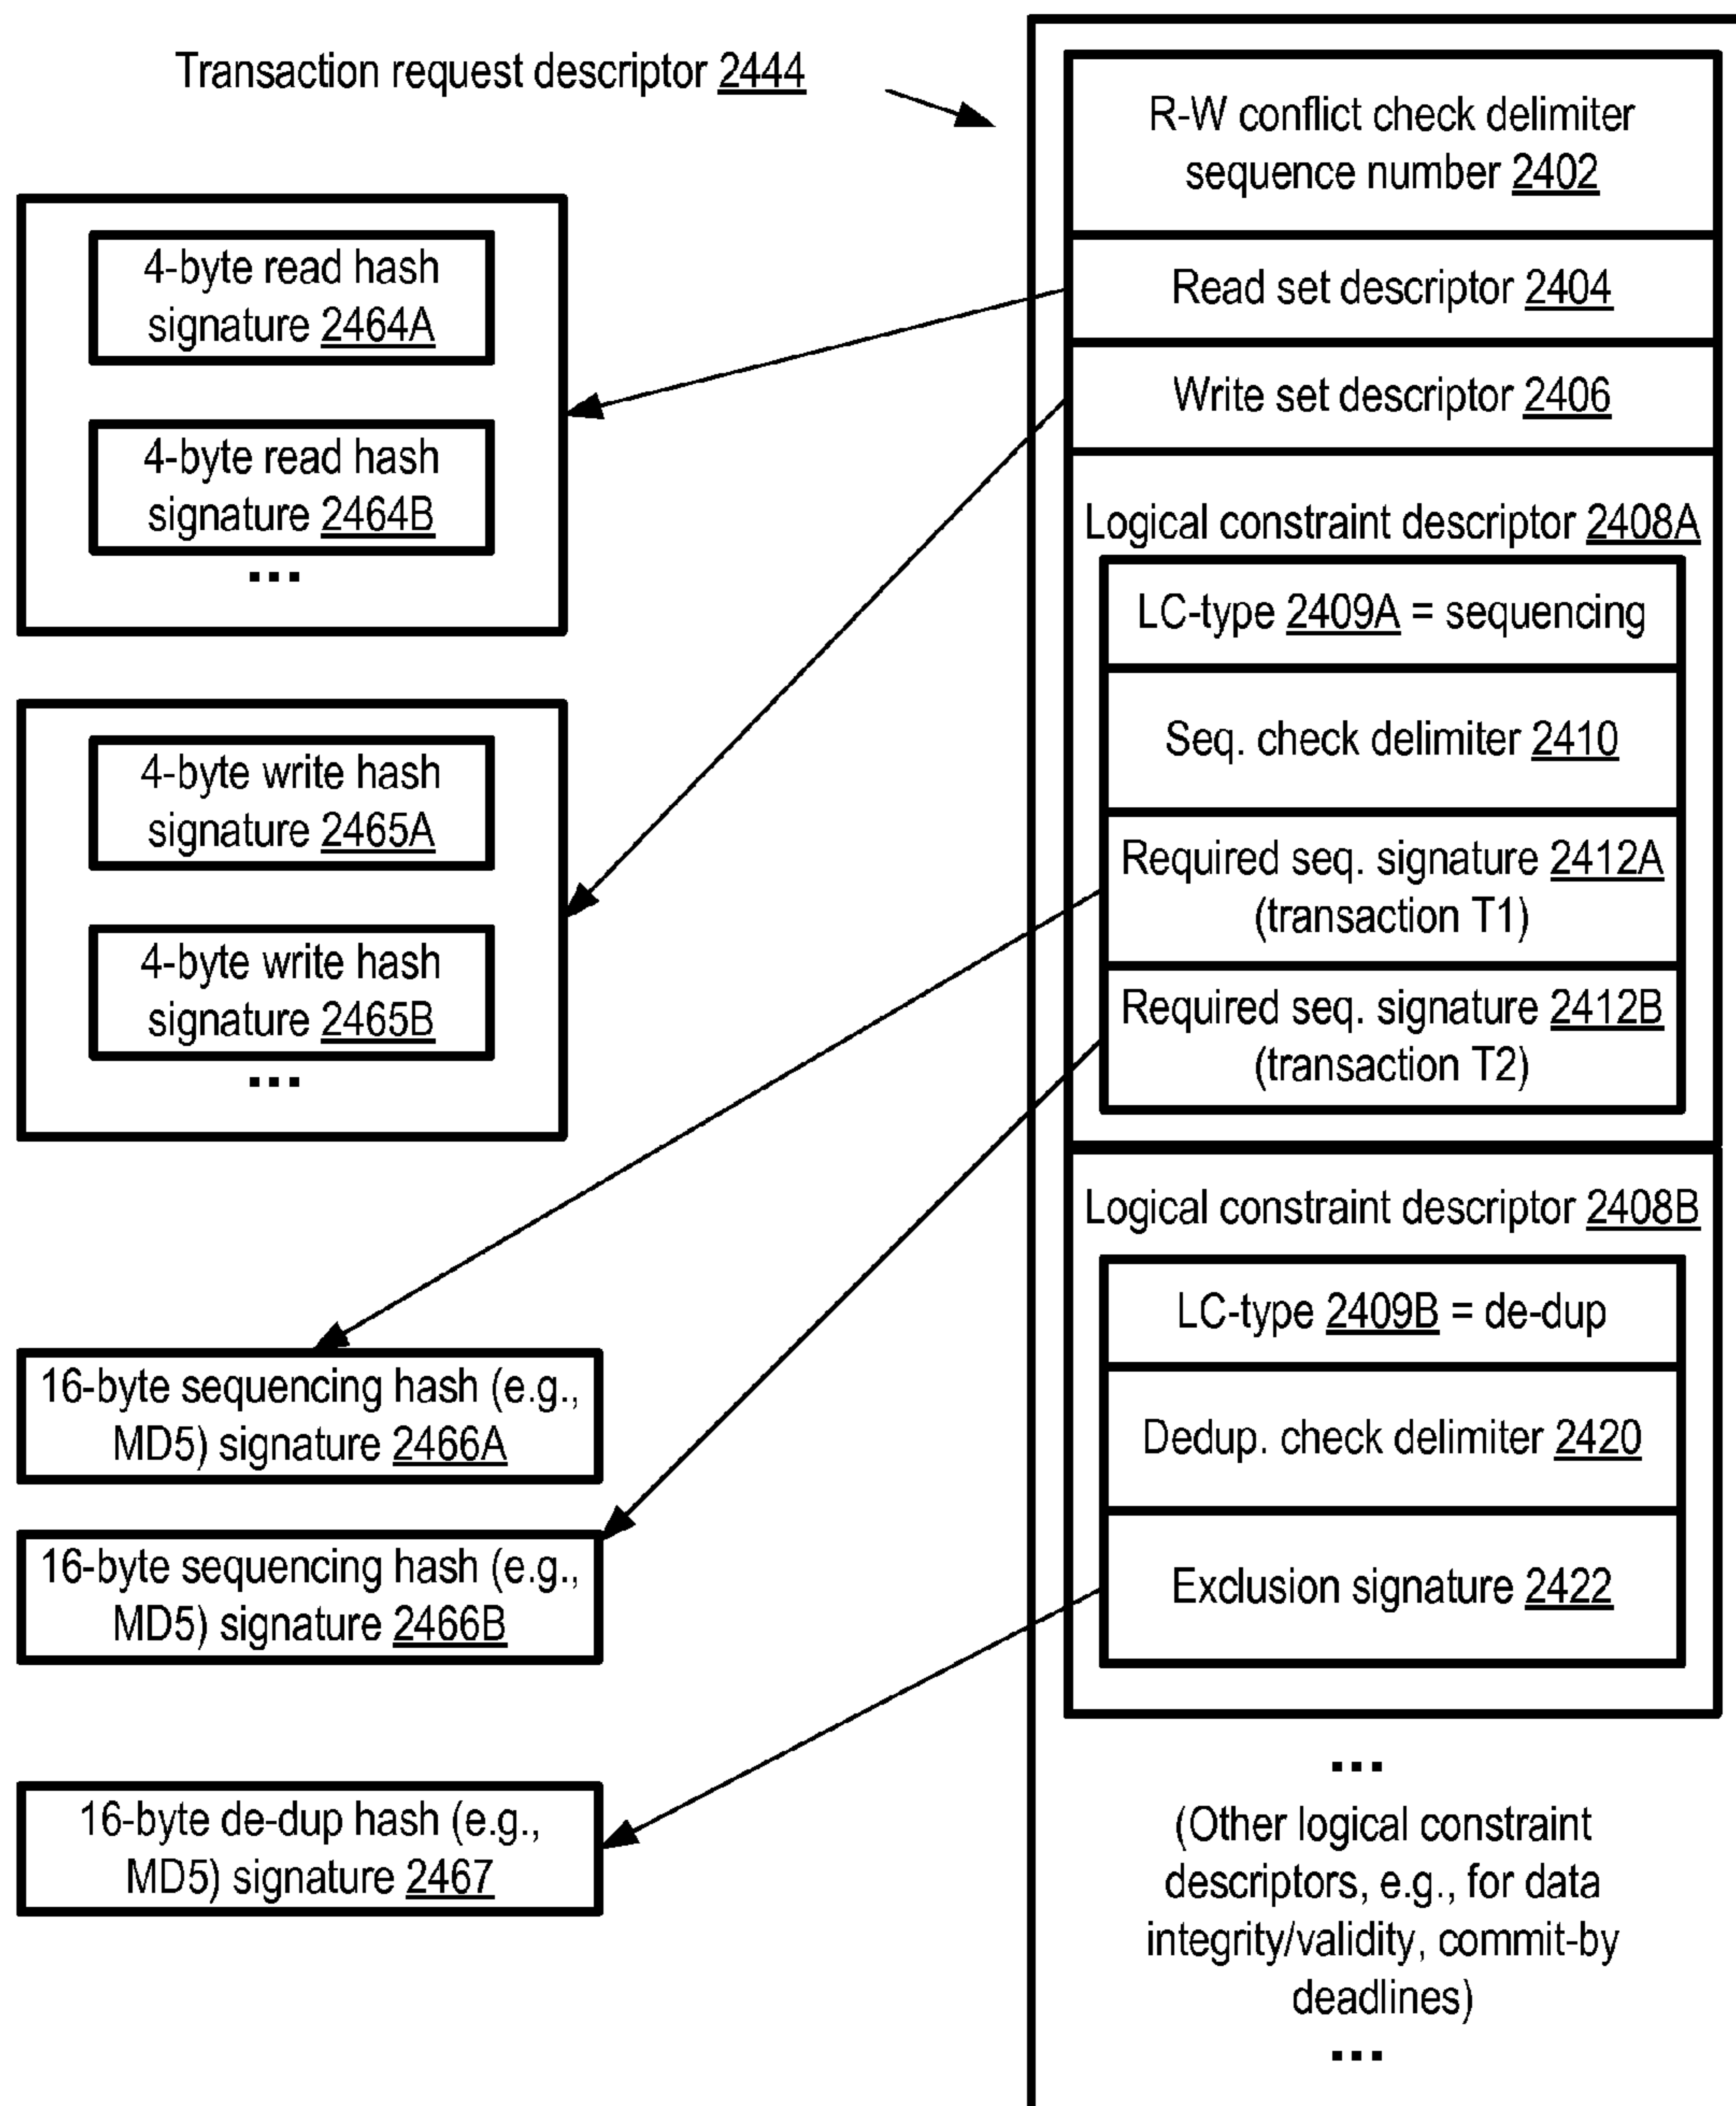 Transaction request descriptor 2444
4-byte read hash
signature 2464A
4-byte read hash
signature 2464B
...
4-byte write hash
signature 2465A
4-byte write hash
signature 2465B
...
16-byte sequencing hash (e.g.,
MD5) signature 2466A
16-byte sequencing hash (e.g.,
MD5) signature 2466B
16-byte de-dup hash (e.g.,
MD5) signature 2467
R-W conflict check delimiter
sequence number 2402
Read set descriptor 2404
Write set descriptor 2406
Logical constraint descriptor 2408A
LC-type 2409A = sequencing
Seq. check delimiter 2410
Required seq. signature 2412A
(transaction T1)
Required seq. signature 2412B
(transaction T2)
Logical constraint descriptor 2408B
LC-type 2409B = de-dup
Dedup. check delimiter 2420
Exclusion signature 2422
...
(Other logical constraint
descriptors, e.g., for data
integrity/validity, commit-by
deadlines)
...